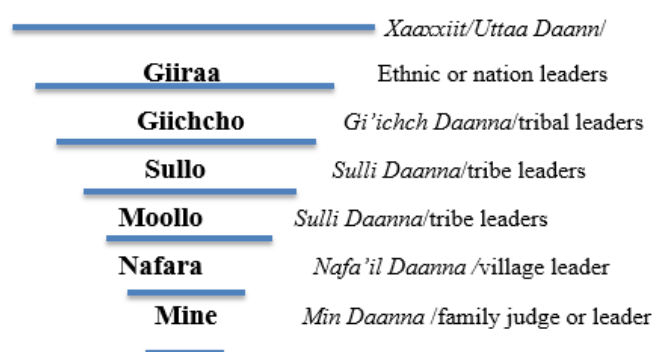 Xaaxxiit/Uttaa Daann/
Giiraa Ethnic or nation leaders
Giichcho Gi’ichch Daanna/tribal leaders
Sullo Sulli Daanna/tribe leaders
Moollo Sulli Daanna/tribe leaders
Nafara Nafa’il Daanna /village leader
Mine Min Daanna /family judge or leader